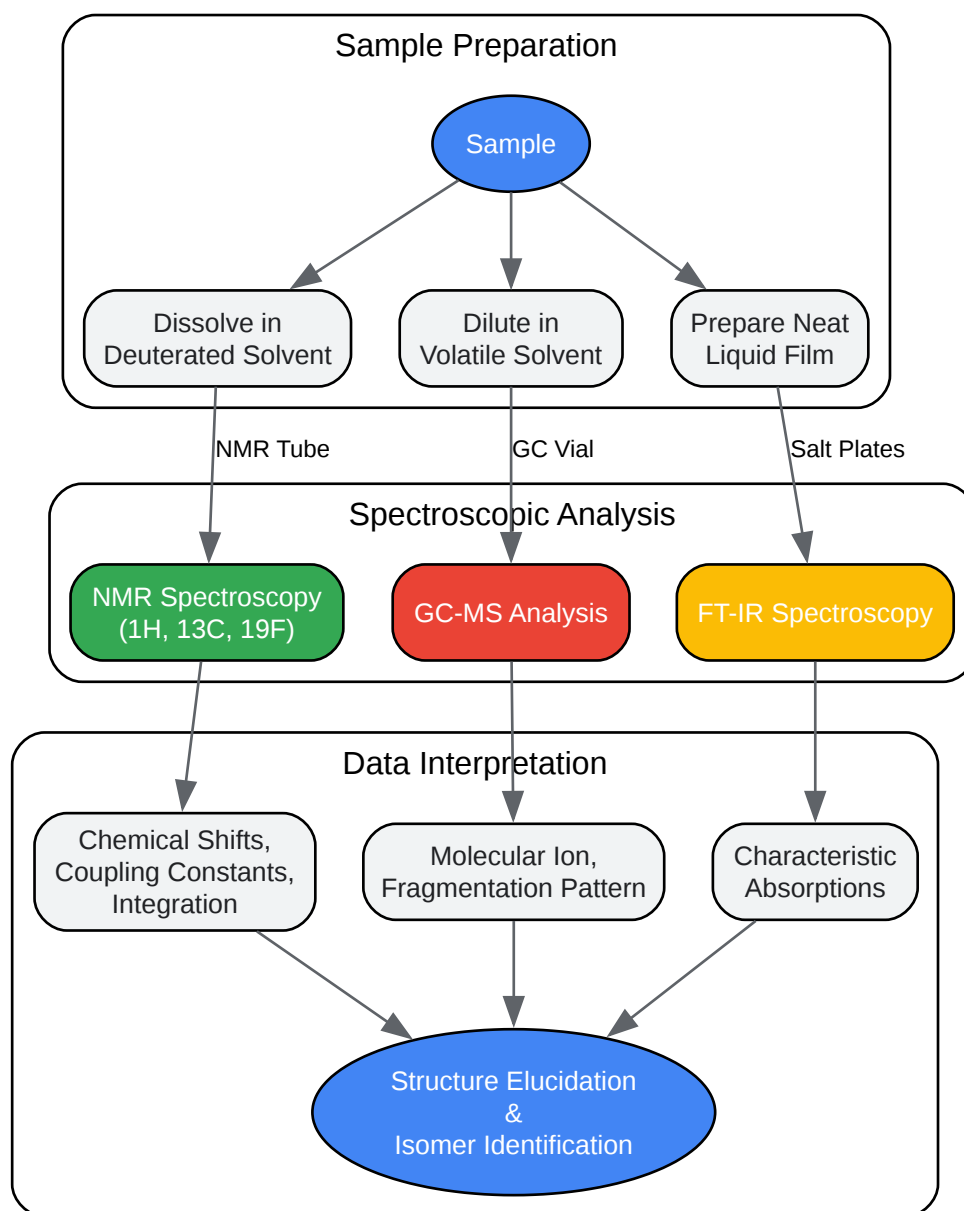 Sample Preparation
Sample
Dissolve in
Deuterated Solvent
Dilute in
Volatile Solvent
Prepare Neat
Liquid Film
NMR Tube
GC Vial
Salt Plates
Spectroscopic Analysis
NMR Spectroscopy
(1H, 13C, 19F)
GC-MS Analysis
FT-IR Spectroscopy
Data Interpretation
Chemical Shifts,
Coupling Constants,
Integration
Molecular Ion,
Fragmentation Pattern
Characteristic
Absorptions
Structure Elucidation
&
Isomer Identification